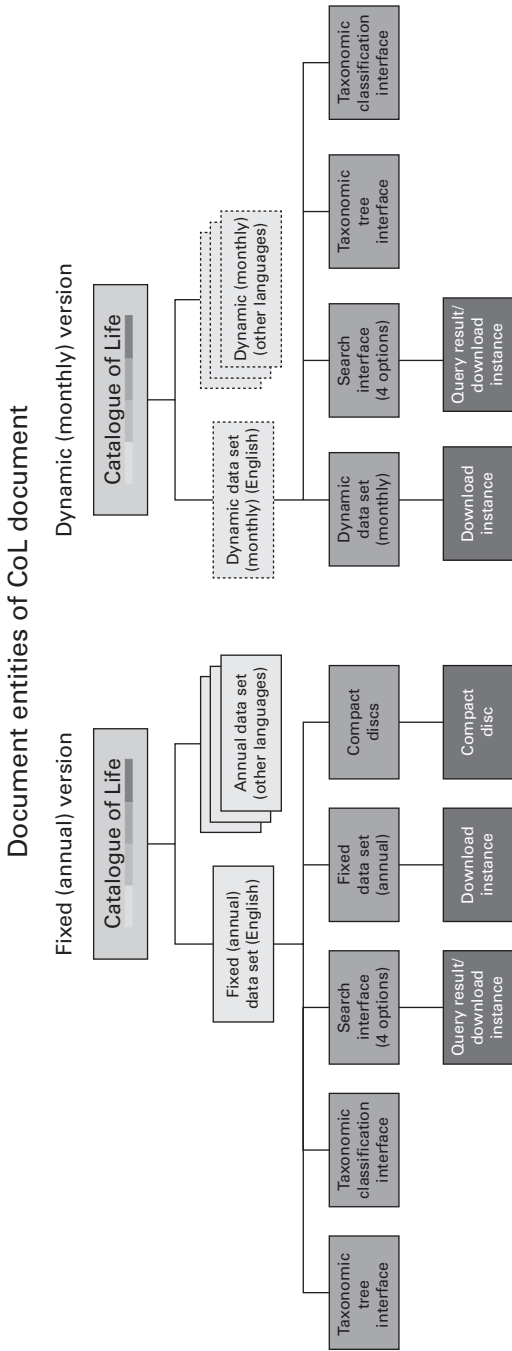 Document entities of CoL document
Fixed (annual) version
Catalogue of Life
Fixed (annual)
data set (English)
Annual data set
(other languages)
Taxonomic
tree
interface
Taxonomic
classification
interface
Search
interface
(4 options)
Fixed
data set
(annual)
Compact
discs
Query result/
download
instance
Download
instance
Compact
disc
Dynamic (monthly) version
Catalogue of Life
Dynamic data set
(monthly) (English)
Dynamic (monthly)
(other languages)
Dynamic
data set
(monthly)
Search
interface
(4 options)
Taxonomic
tree
interface
Taxonomic
classification
interface
Download
instance
Query result/
download
instance